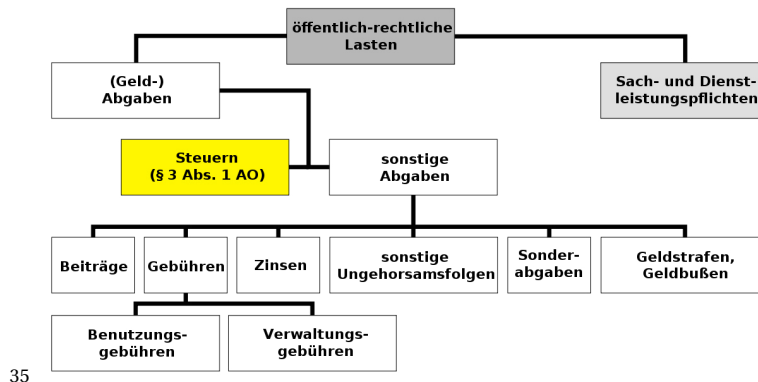 öffentlich-rechtliche
Lasten
(Geld-)
Abgaben
Sach- und Dienst-
leistungspflichten
Steuern
(§ 3 Abs. 1 AO)
sonstige
Abgaben
Beiträge
Gebühren
Zinsen
sonstige
Ungehorsamsfolgen
Sonder-
abgaben
Geldstrafen,
Geldbußen
Benutzungs-
gebühren
Verwaltungs-
gebühren
35